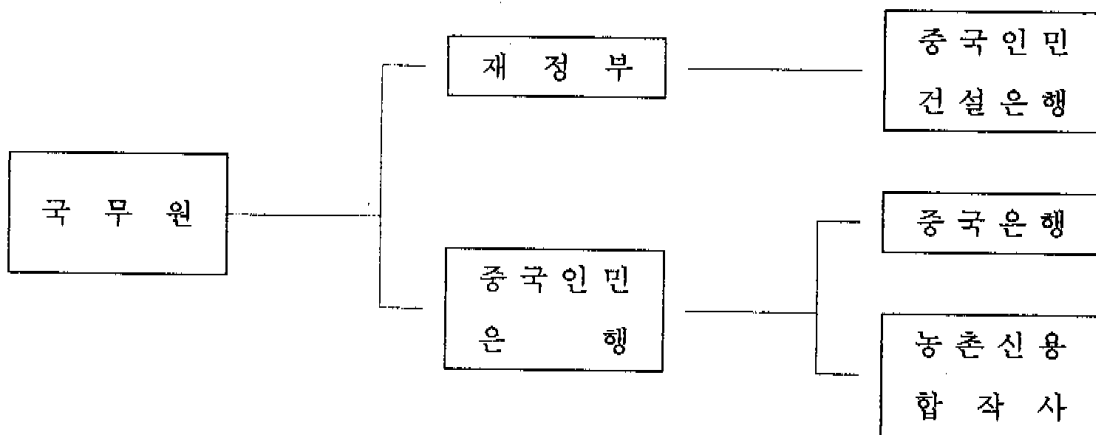 재 정 부
중 국 인 민
건 설 은 행
국 무 원
중 국 은 행
중 국 인 민
은 행
농 촌 신 용
합 작 사